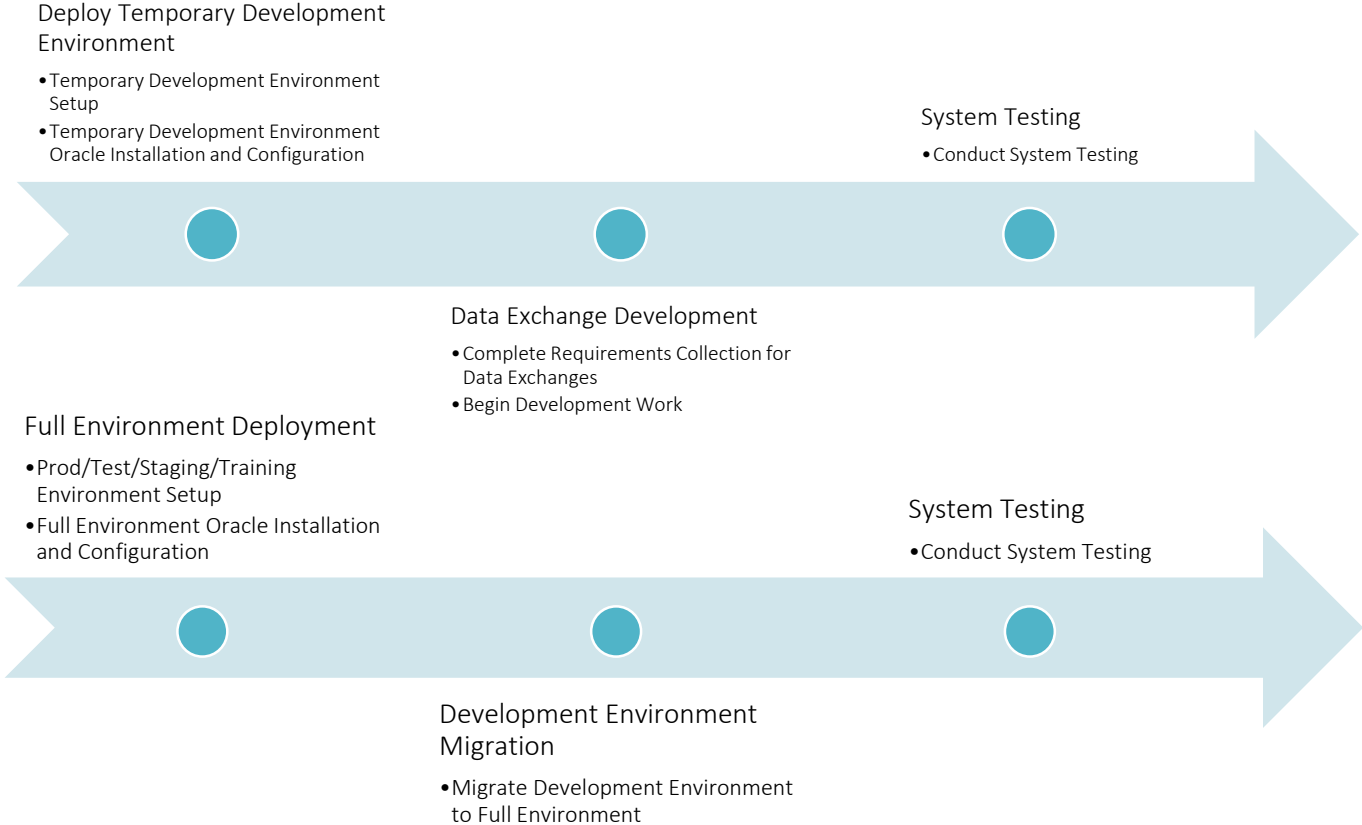 Deploy Temporary Development
Environment
•Temporary Development Environment
Setup
•Temporary Development Environment
Oracle Installation and Configuration
System Testing
•Conduct System Testing
Data Exchange Development
•Complete Requirements Collection for
Data Exchanges
•Begin Development Work
Full Environment Deployment
•Prod/Test/Staging/Training
Environment Setup
•Full Environment Oracle Installation
and Configuration
System Testing
•Conduct System Testing
Development Environment
Migration
•Migrate Development Environment
to Full Environment